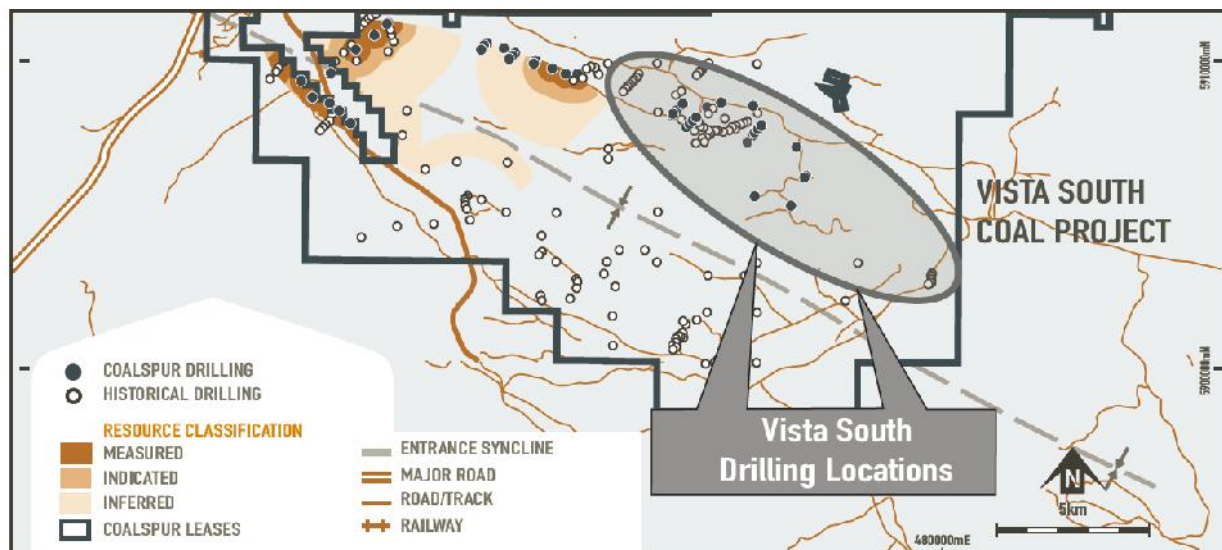 5910000mN
VISTA SOUTH
COAL PROJECT
COALSPUR DRILLING
HISTORICAL DRILLING
RESOURCE CLASSIFICATION
MEASURED
INDICATED
INFERRED
COALSPUR LEASES
ENTRANCE SYNCLINE
MAJOR ROAD
ROAD/TRACK
RAILWAY
Vista South
Drilling Locations
5900000mN
N
5km
480000mE